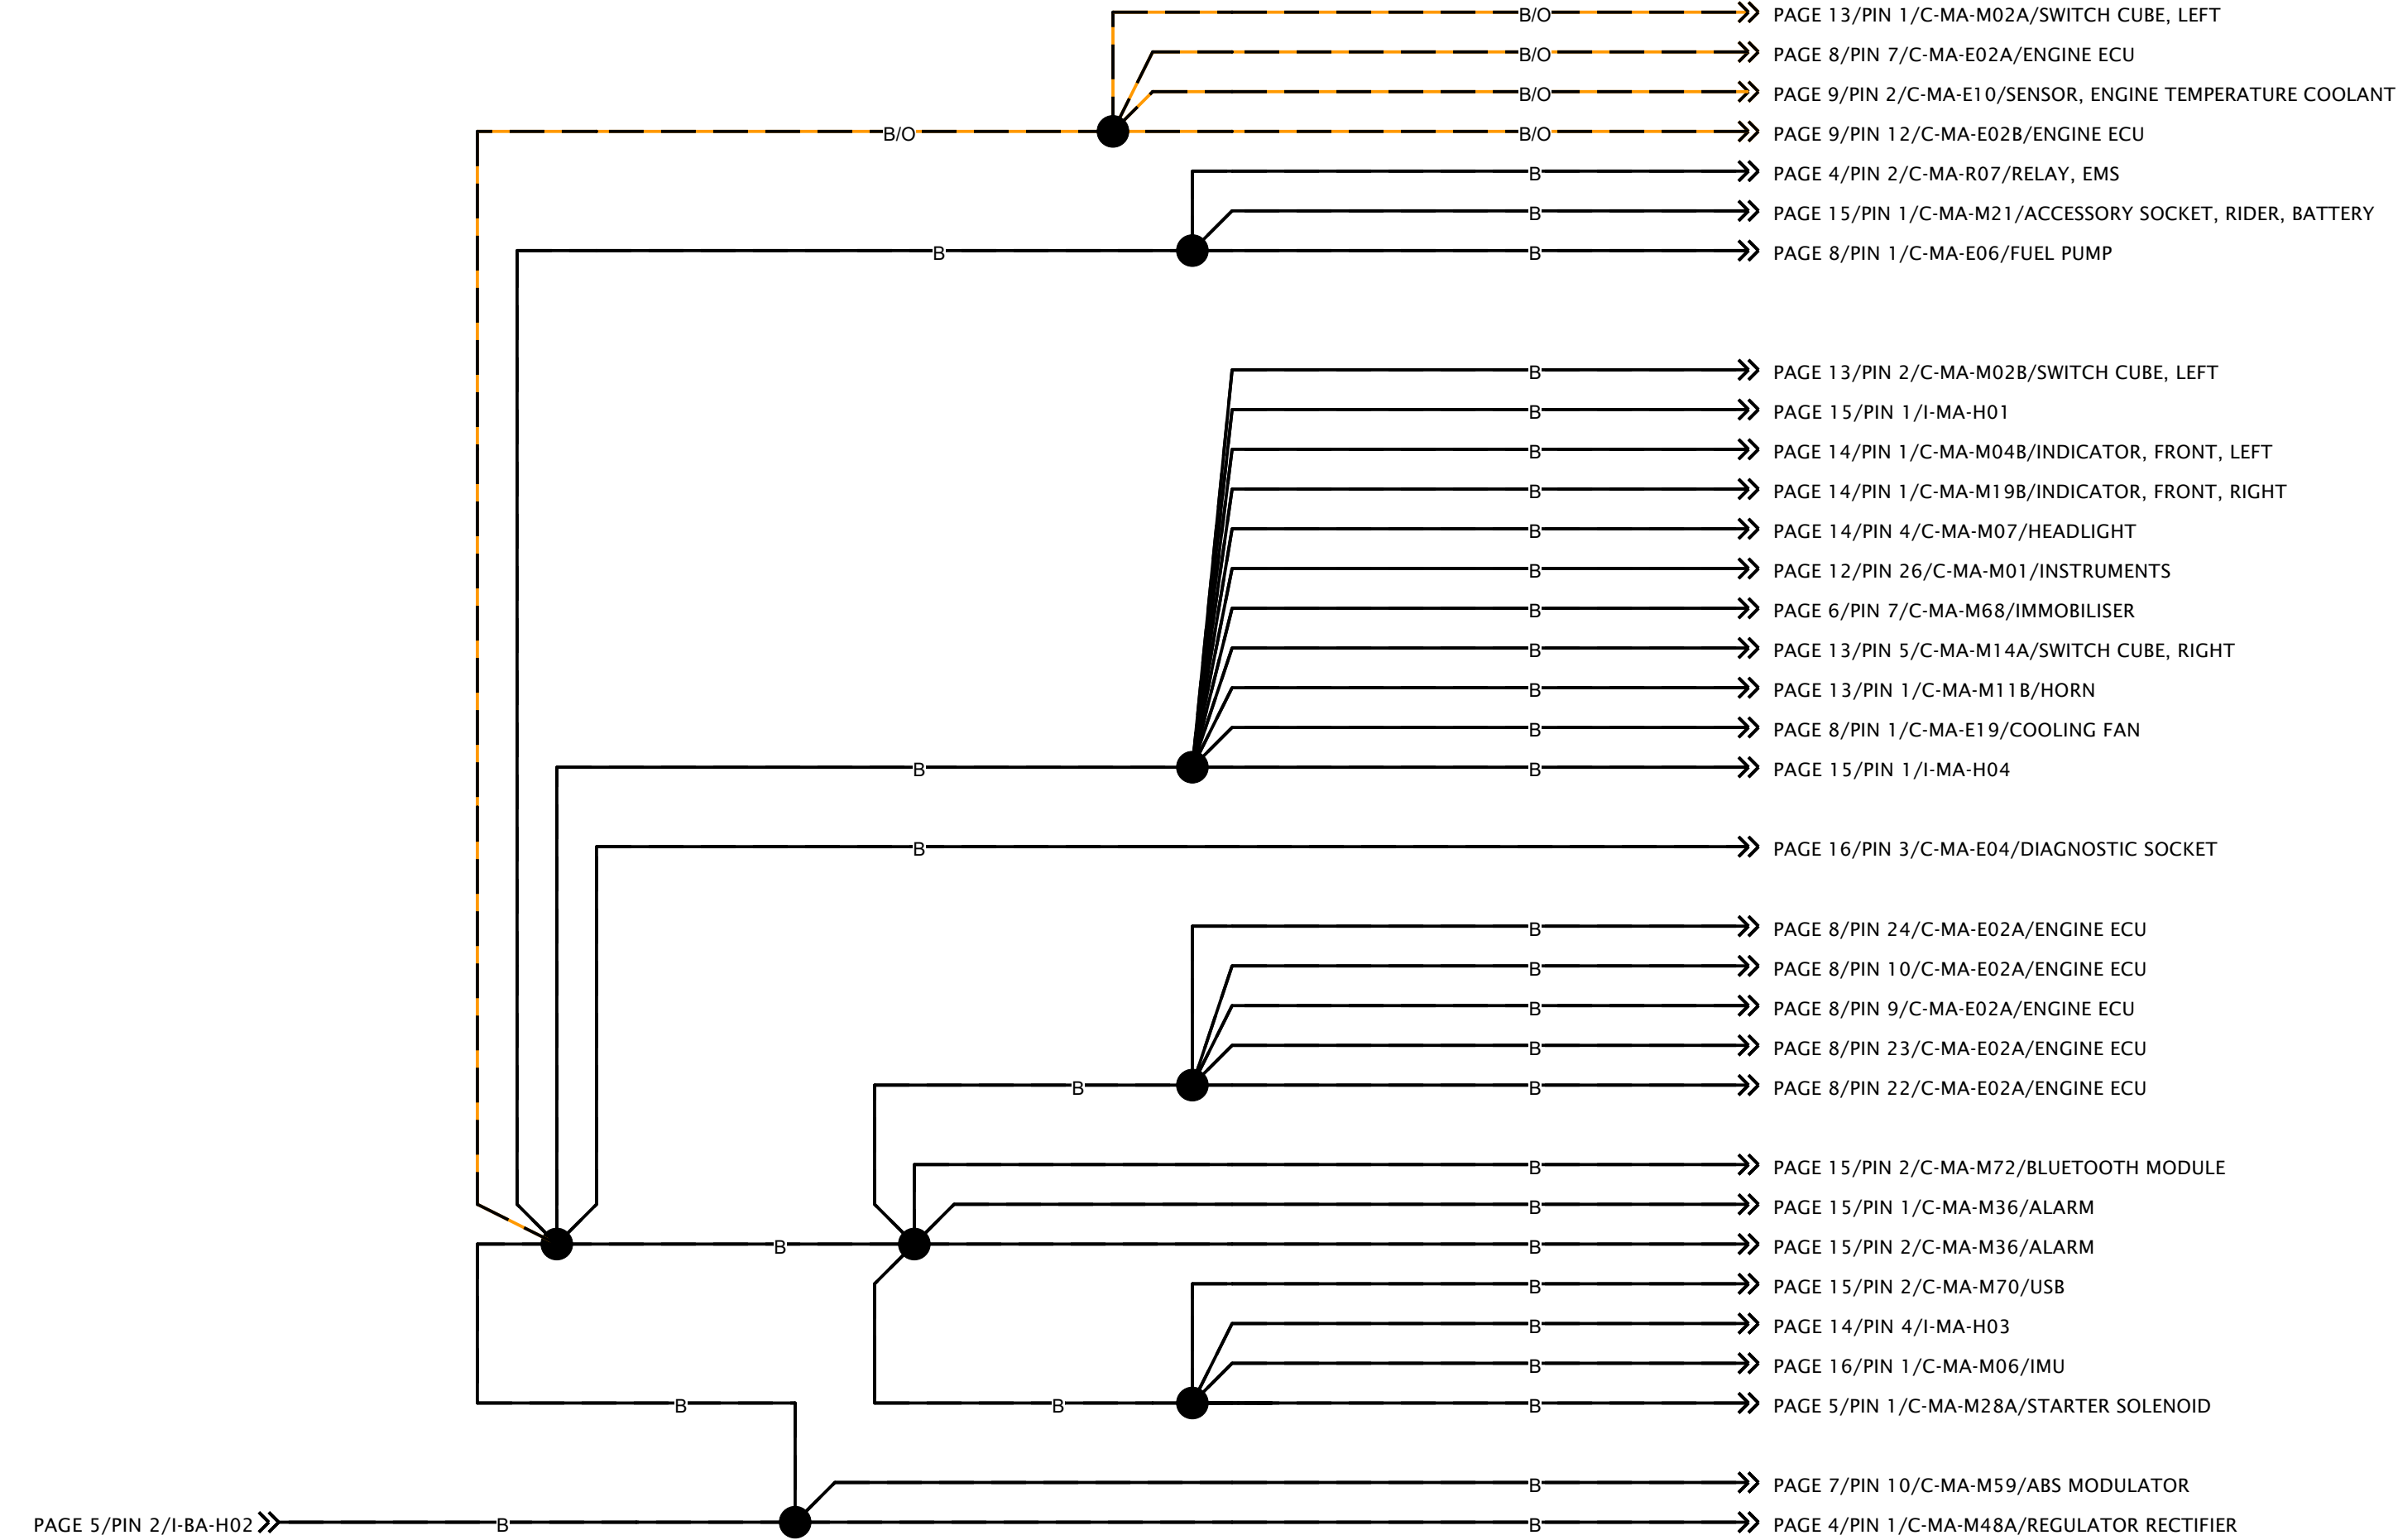 B/O PAGE 13/PIN 1/C-MA-M02A/SWITCH CUBE, LEFT
B/O PAGE 8/PIN 7/C-MA-E02A/ENGINE ECU
B/O PAGE 9/PIN 2/C-MA-E10/SENSOR, ENGINE TEMPERATURE COOLANT
B/O B/O PAGE 9/PIN 12/C-MA-E02B/ENGINE ECU
B PAGE 4/PIN 2/C-MA-R07/RELAY, EMS
B PAGE 15/PIN 1/C-MA-M21/ACCESSORY SOCKET, RIDER, BATTERY
B B PAGE 8/PIN 1/C-MA-E06/FUEL PUMP
B PAGE 13/PIN 2/C-MA-M02B/SWITCH CUBE, LEFT
B PAGE 15/PIN 1/I-MA-H01
B PAGE 14/PIN 1/C-MA-M04B/INDICATOR, FRONT, LEFT
B PAGE 14/PIN 1/C-MA-M19B/INDICATOR, FRONT, RIGHT
B PAGE 14/PIN 4/C-MA-M07/HEADLIGHT
B PAGE 12/PIN 26/C-MA-M01/INSTRUMENTS
B PAGE 6/PIN 7/C-MA-M68/IMMOBILISER
B PAGE 13/PIN 5/C-MA-M14A/SWITCH CUBE, RIGHT
B PAGE 13/PIN 1/C-MA-M11B/HORN
B PAGE 8/PIN 1/C-MA-E19/COOLING FAN
B B PAGE 15/PIN 1/I-MA-H04
B PAGE 16/PIN 3/C-MA-E04/DIAGNOSTIC SOCKET
B PAGE 8/PIN 24/C-MA-E02A/ENGINE ECU
B PAGE 8/PIN 10/C-MA-E02A/ENGINE ECU
B PAGE 8/PIN 9/C-MA-E02A/ENGINE ECU
B PAGE 8/PIN 23/C-MA-E02A/ENGINE ECU
B B PAGE 8/PIN 22/C-MA-E02A/ENGINE ECU
B PAGE 15/PIN 2/C-MA-M72/BLUETOOTH MODULE
B PAGE 15/PIN 1/C-MA-M36/ALARM
B B PAGE 15/PIN 2/C-MA-M36/ALARM
B PAGE 15/PIN 2/C-MA-M70/USB
B PAGE 14/PIN 4/I-MA-H03
B PAGE 16/PIN 1/C-MA-M06/IMU
B B B PAGE 5/PIN 1/C-MA-M28A/STARTER SOLENOID
B PAGE 7/PIN 10/C-MA-M59/ABS MODULATOR
PAGE 5/PIN 2/I-BA-H02 B B PAGE 4/PIN 1/C-MA-M48A/REGULATOR RECTIFIER